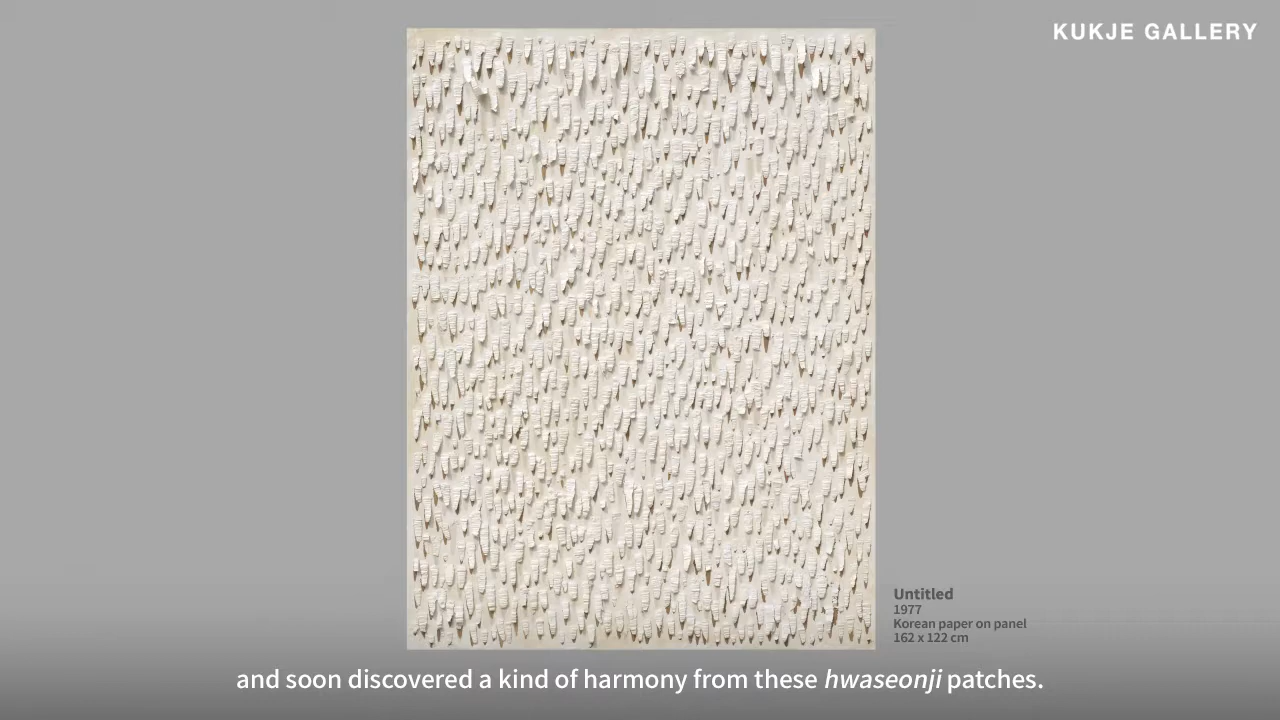 KUKJE GALLERY
Untitled
1977
Korean paper on panel
162 x 122 cm
and soon discovered a kind of harmony from these hwaseonji patches.